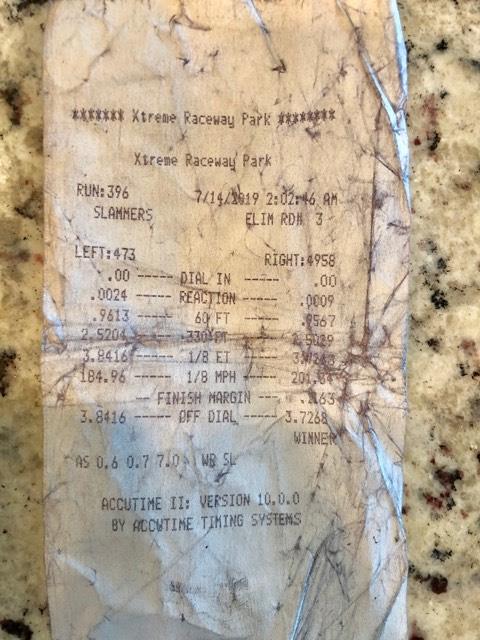 ******* Xtreme Raceway Park ********
Xtreme Raceway Park
RUN:396 7/14/2019 2:02:46 AM
SLAMMERS ELIM RD# 3
LEFT:473 RIGHT:4958
.00 ----- DIAL IN ----- .00
.0024 ----- REACTION ----- .0009
.9613 ----- 60 FT ----- .9567
2.5204 ----- 330 FT -----
3.8416 ----- 1/8 ET -----
184.96 ----- 1/8 MPH -----
-- FINISH MARGIN ---
3.8416 ----- OFF DIAL ----- 3.7268
WINNER
AS 0.6 0.7 7.0 WB SL
ACCUTIME II: VERSION 10.0.0
BY ACCUTIME TIMING SYSTEMS